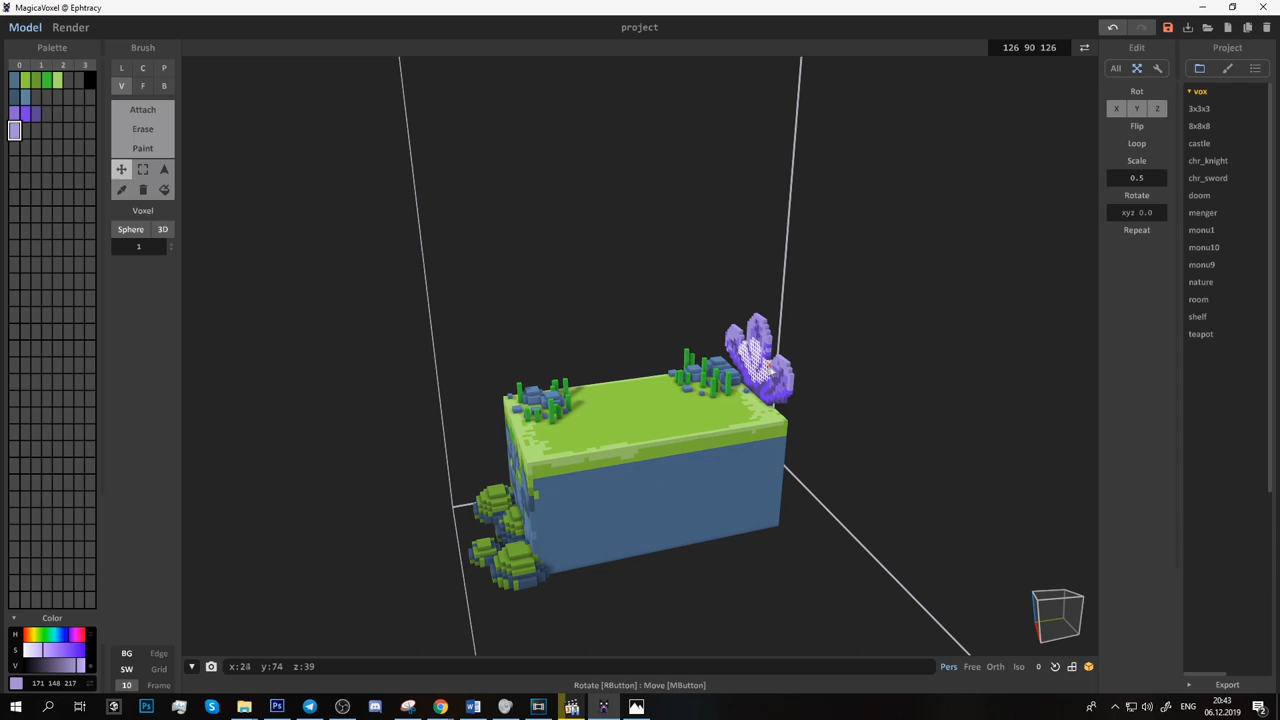 MagicaVoxel @ Ephtracy
Model Render
project
Palette
Brush
126 90 126
Edit
Project
0 1 2 3
L C P
V F B
All
Attach
Erase
Paint
Rot
X Y Z
Flip
Loop
Scale
0.5
Rotate
xyz 0.0
Repeat
Voxel
Sphere 3D
1
vox
3x3x3
8x8x8
castle
chr_knight
chr_sword
doom
menger
monu1
monu10
monu9
nature
room
shelf
teapot
Color
H
S
V
171 148 217
BG Edge
SW Grid
10 Frame
x:28 y:74 z:39
Pers Free Orth Iso 0
Rotate [RButton] : Move [MButton]
Export
ENG
20:43
06.12.2019